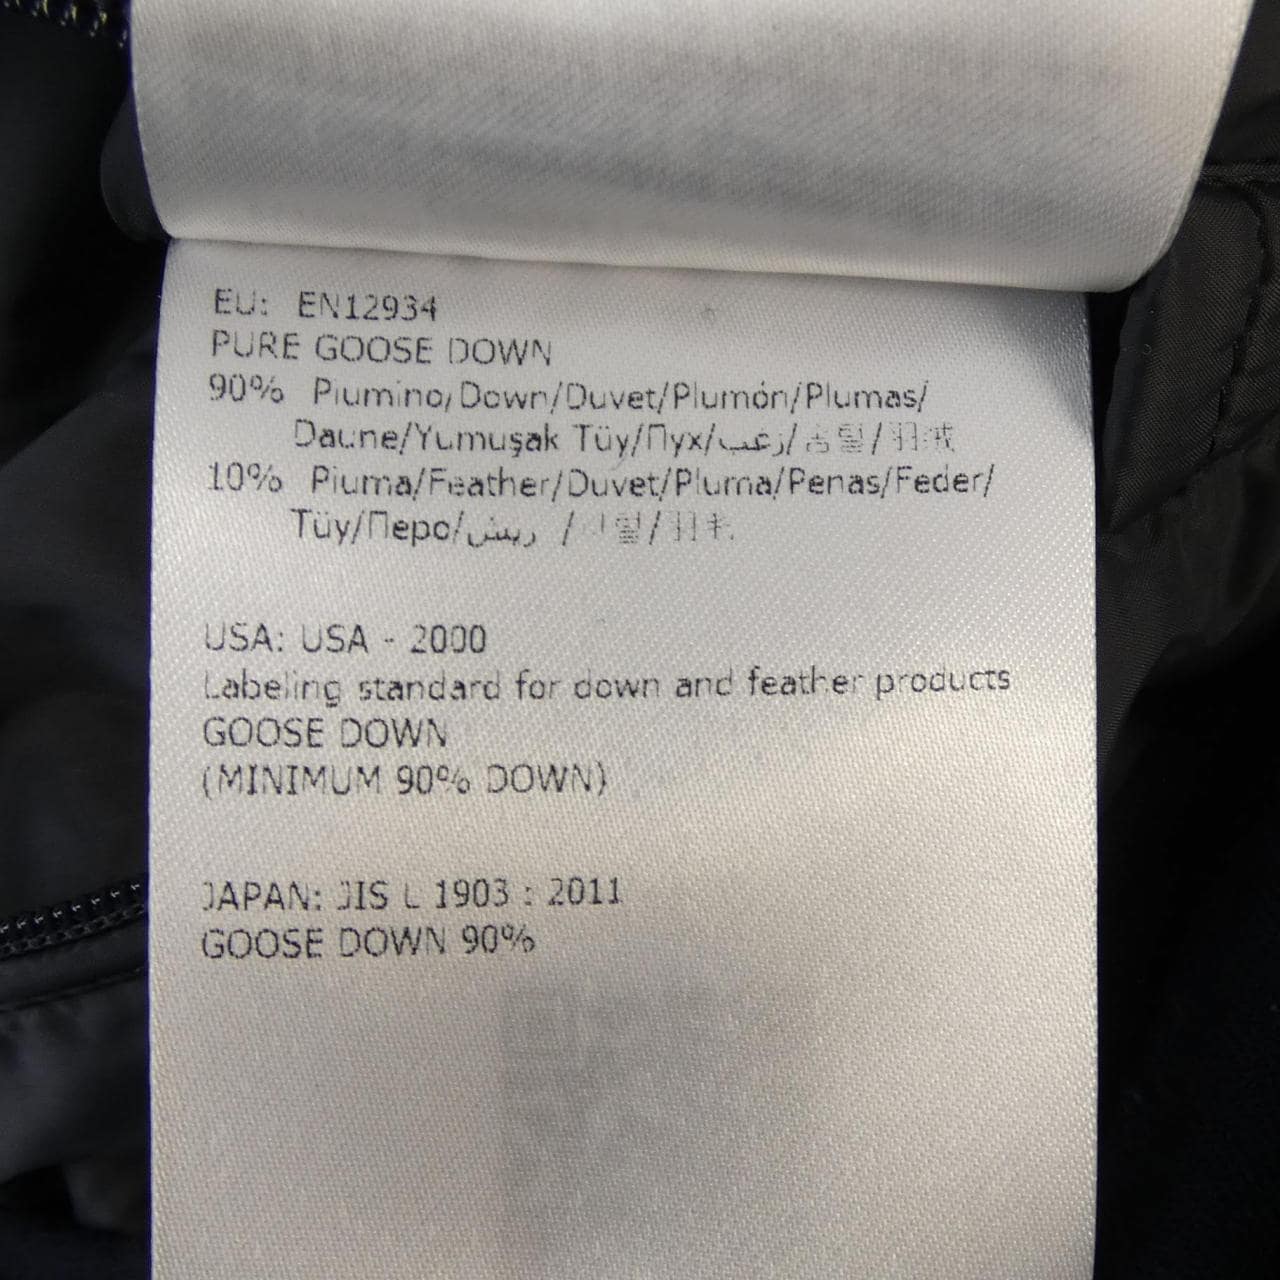 EU: EN12934
PURE GOOSE DOWN
90% Piumino/Down/Duvet/Plumón/Plumas/
Daune/Yumuşak Tüy/Пух/زغب/솜털/羽绒
10% Piuma/Feather/Duvet/Pluma/Penas/Feder/
Tüy/Перо/ريش /깃털/羽毛.
USA: USA - 2000
Labeling standard for down and feather products
GOOSE DOWN
(MINIMUM 90% DOWN)
JAPAN: JIS L 1903 : 2011
GOOSE DOWN 90%